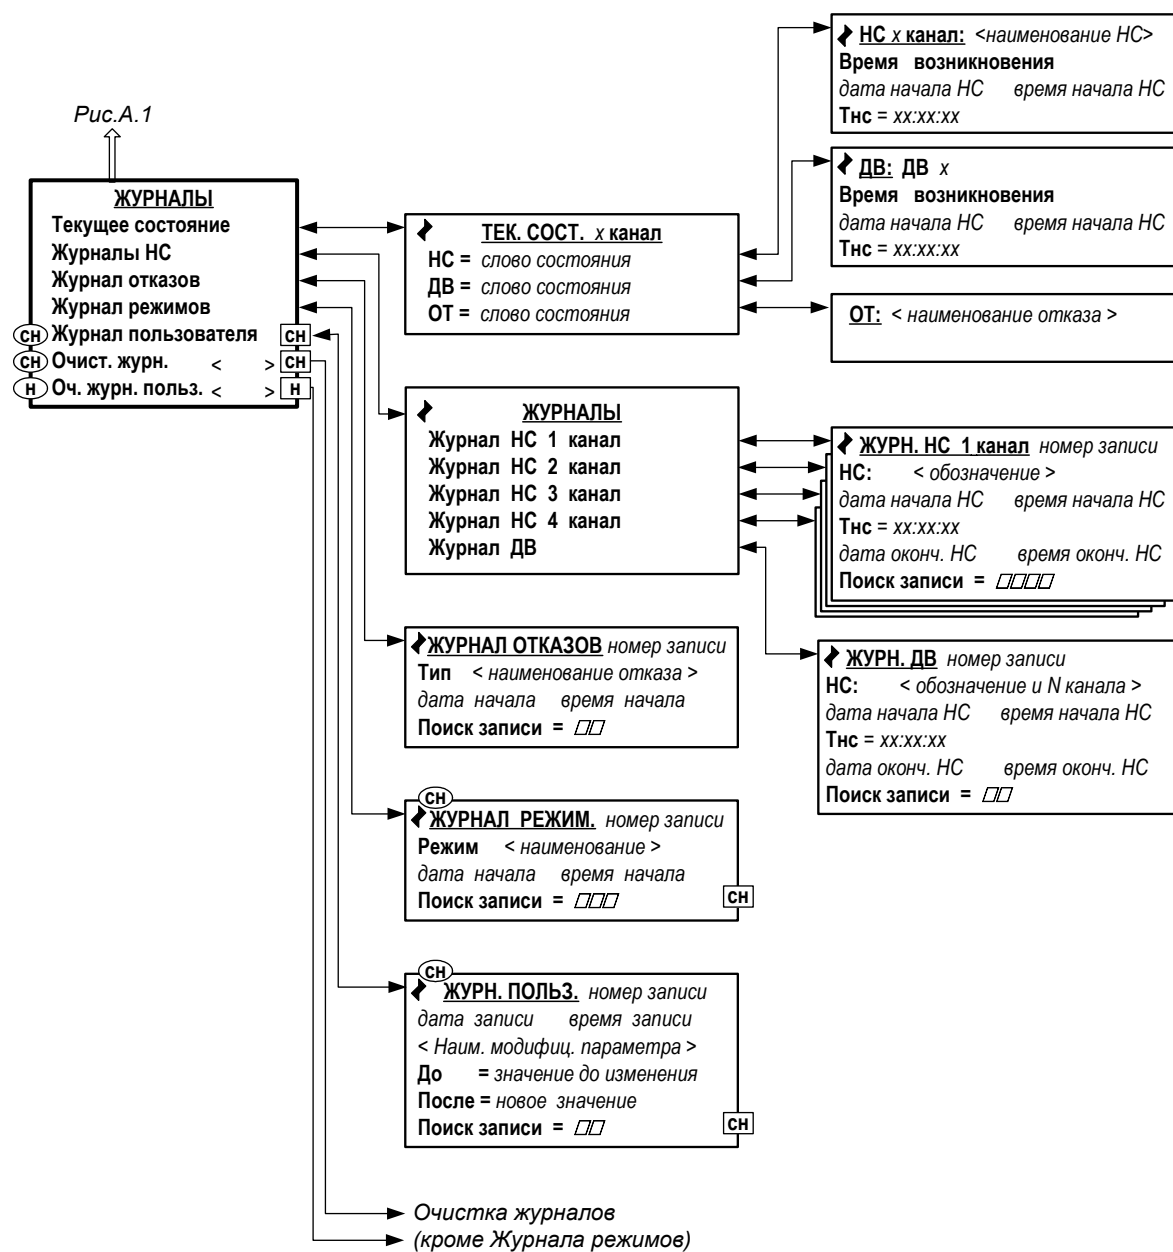 Рис.А.1
ЖУРНАЛЫ
Текущее состояние
Журналы НС
Журнал отказов
Журнал режимов
СН Журнал пользователя СН
СН Очист. журн. < > СН
Н Оч. журн. польз. < > Н
ТЕК. СОСТ. х канал
НС = слово состояния
ДВ = слово состояния
ОТ = слово состояния
НС х канал: <наименование НС>
Время возникновения
дата начала НС время начала НС
Тнс = хх:хх:хх
ДВ: ДВ х
Время возникновения
дата начала НС время начала НС
Тнс = хх:хх:хх
ОТ: < наименование отказа >
ЖУРНАЛЫ
Журнал НС 1 канал
Журнал НС 2 канал
Журнал НС 3 канал
Журнал НС 4 канал
Журнал ДВ
ЖУРН. НС 1 канал номер записи
НС: < обозначение >
дата начала НС время начала НС
Тнс = хх:хх:хх
дата оконч. НС время оконч. НС
Поиск записи =
ЖУРНАЛ ОТКАЗОВ номер записи
Тип < наименование отказа >
дата начала время начала
Поиск записи =
ЖУРН. ДВ номер записи
НС: < обозначение и N канала >
дата начала НС время начала НС
Тнс = хх:хх:хх
дата оконч. НС время оконч. НС
Поиск записи =
СН
ЖУРНАЛ РЕЖИМ. номер записи
Режим < наименование >
дата начала время начала
Поиск записи =
СН
СН
ЖУРН. ПОЛЬЗ. номер записи
дата записи время записи
< Наим. модифиц. параметра >
До = значение до изменения
После = новое значение
Поиск записи =
СН
Очистка журналов
(кроме Журнала режимов)